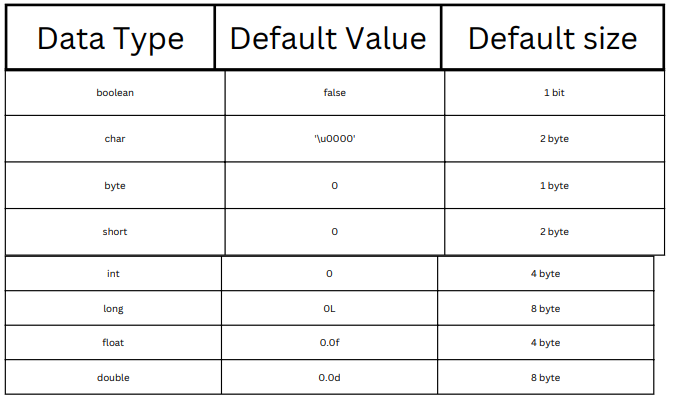 Data Type Default Value Default size
boolean false 1 bit
char '\u0000' 2 byte
byte 0 1 byte
short 0 2 byte
int 0 4 byte
long 0L 8 byte
float 0.0f 4 byte
double 0.0d 8 byte